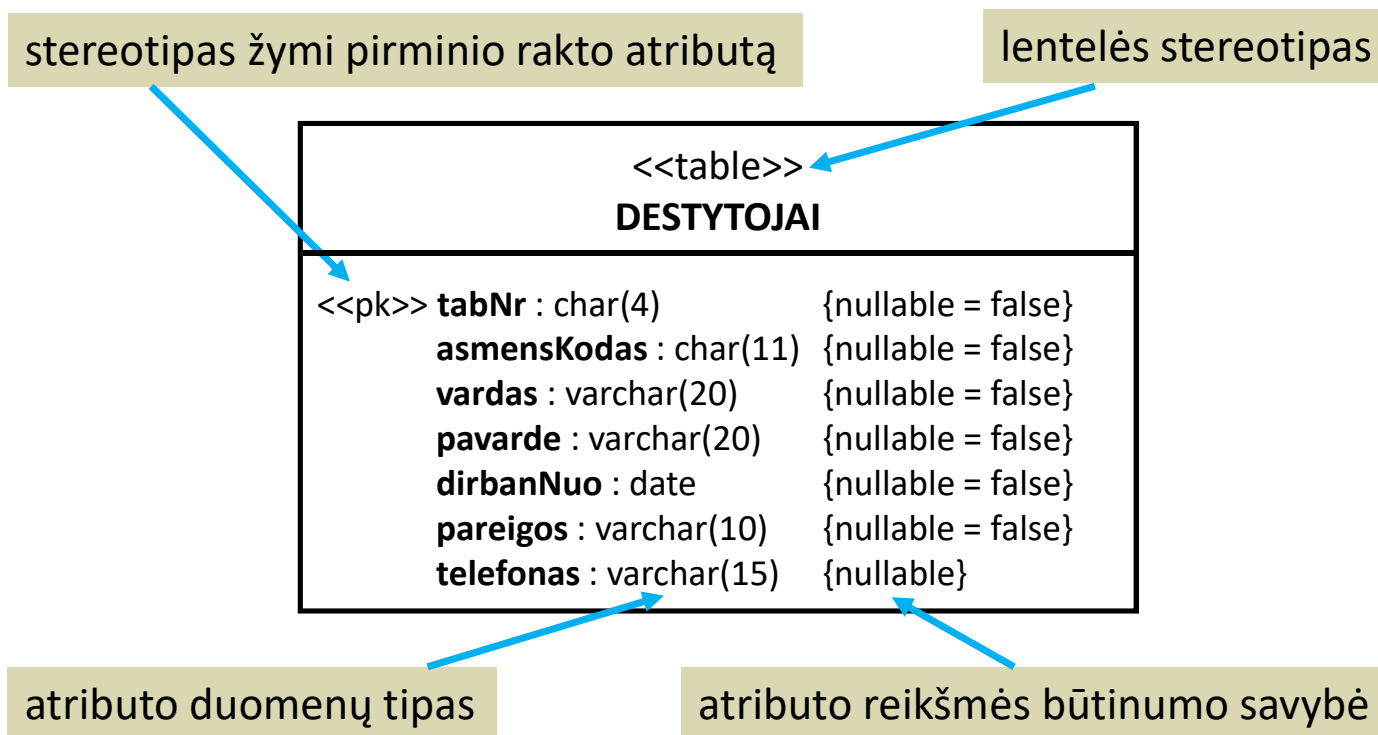 stereotipas žymi pirminio rakto atributą
lentelės stereotipas
<<table>>
DESTYTOJAI
<<pk>> tabNr : char(4) {nullable = false}
asmensKodas : char(11) {nullable = false}
vardas : varchar(20) {nullable = false}
pavarde : varchar(20) {nullable = false}
dirbanNuo : date {nullable = false}
pareigos : varchar(10) {nullable = false}
telefonas : varchar(15) {nullable}
atributo duomenų tipas
atributo reikšmės būtinumo savybė